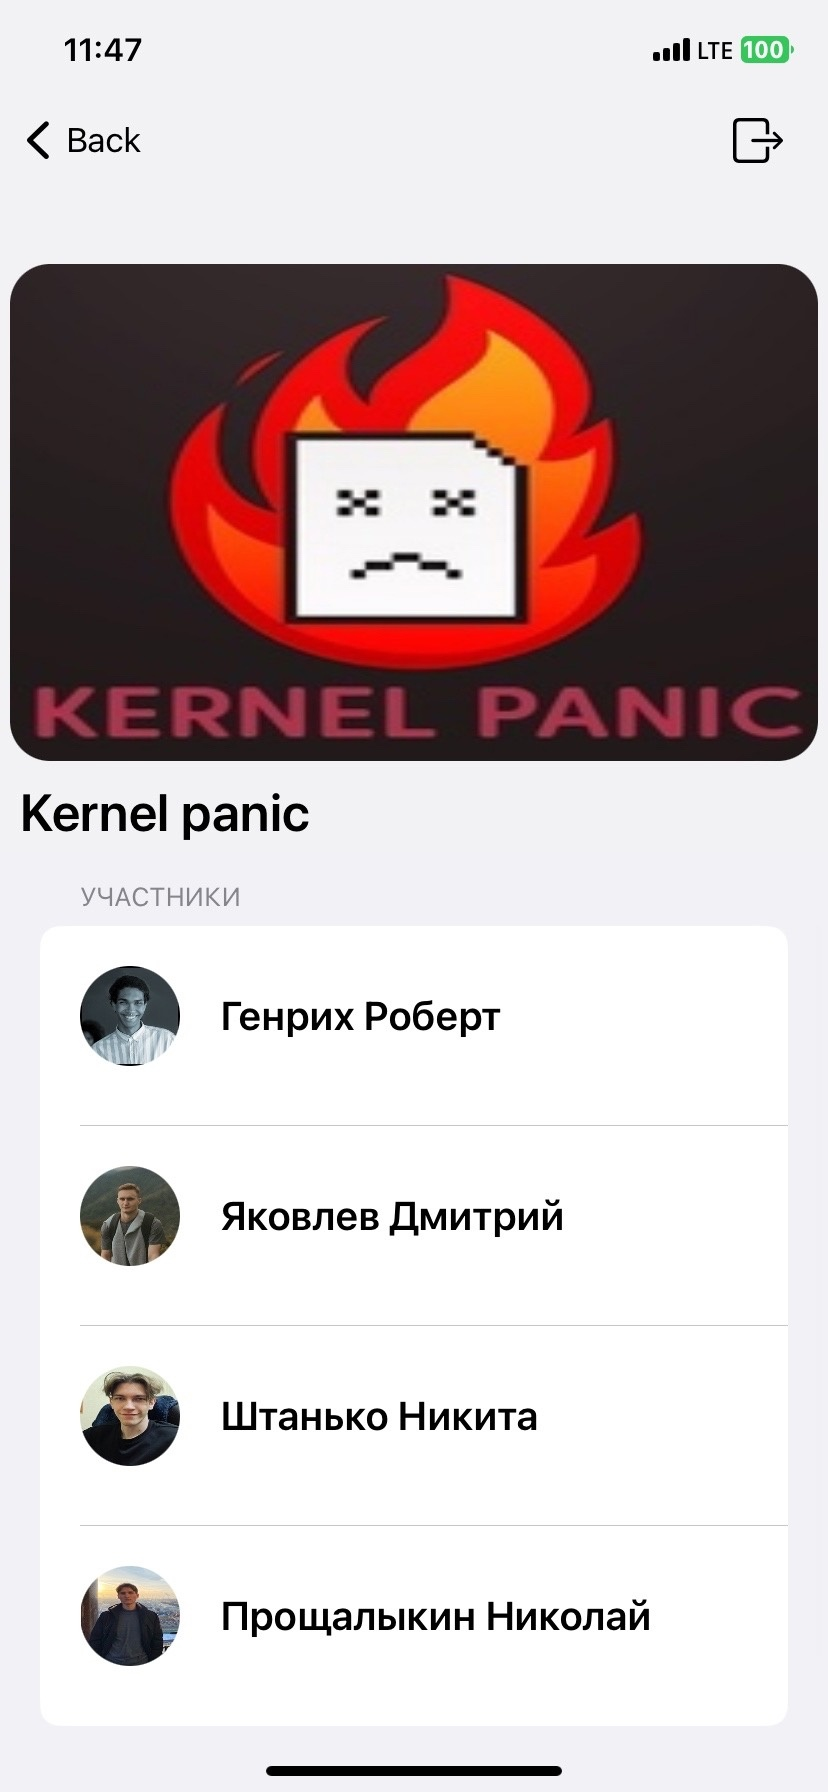 11:47
LTE 100
Back
KERNEL PANIC
Kernel panic
УЧАСТНИКИ
Генрих Роберт
Яковлев Дмитрий
Штанько Никита
Прощалыкин Николай